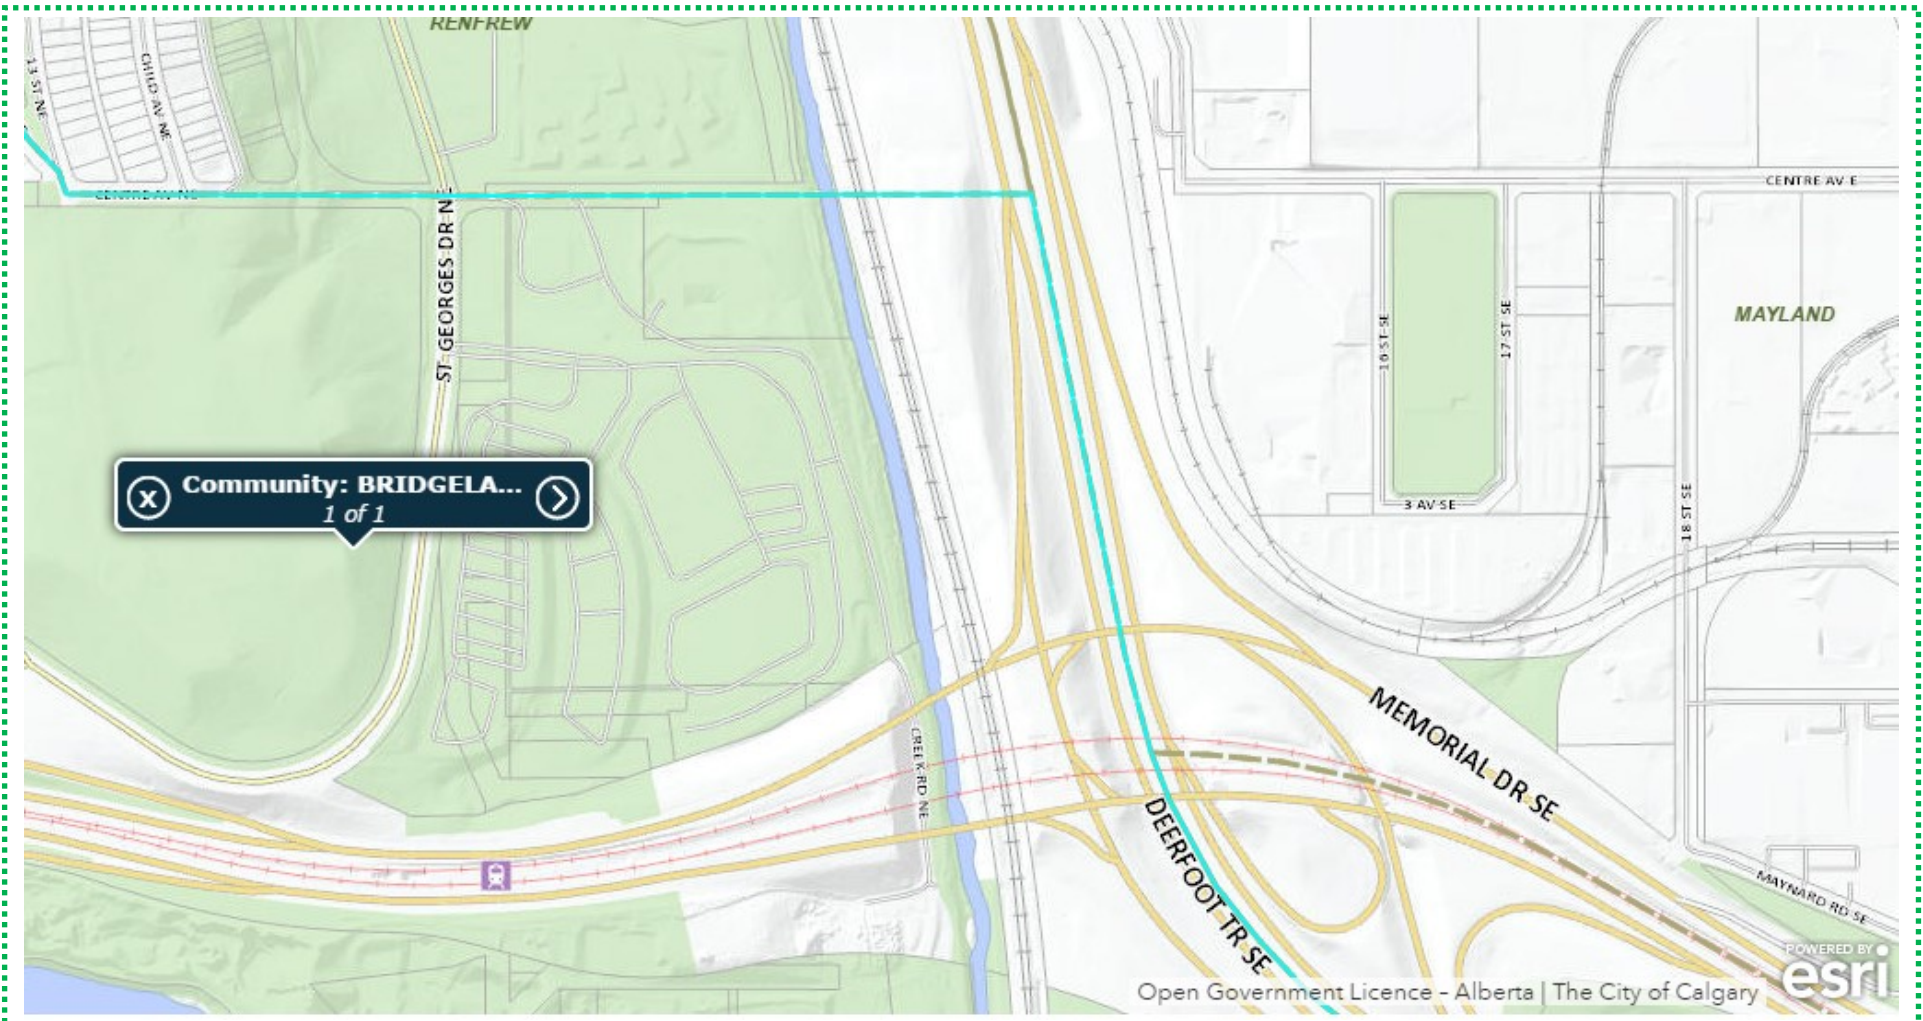 RENFREW
13 ST NE
CHILD AV NE
CENTRE AV NE
CENTRE AV E
ST GEORGES DR NE
MAYLAND
16 ST SE
17 ST SE
Community: BRIDGELA...
1 of 1
3 AV SE
18 ST SE
MEMORIAL DR SE
CREEK RD NE
DEERFOOT TR SE
MAYNARD RD SE
POWERED BY
esri
Open Government Licence - Alberta | The City of Calgary